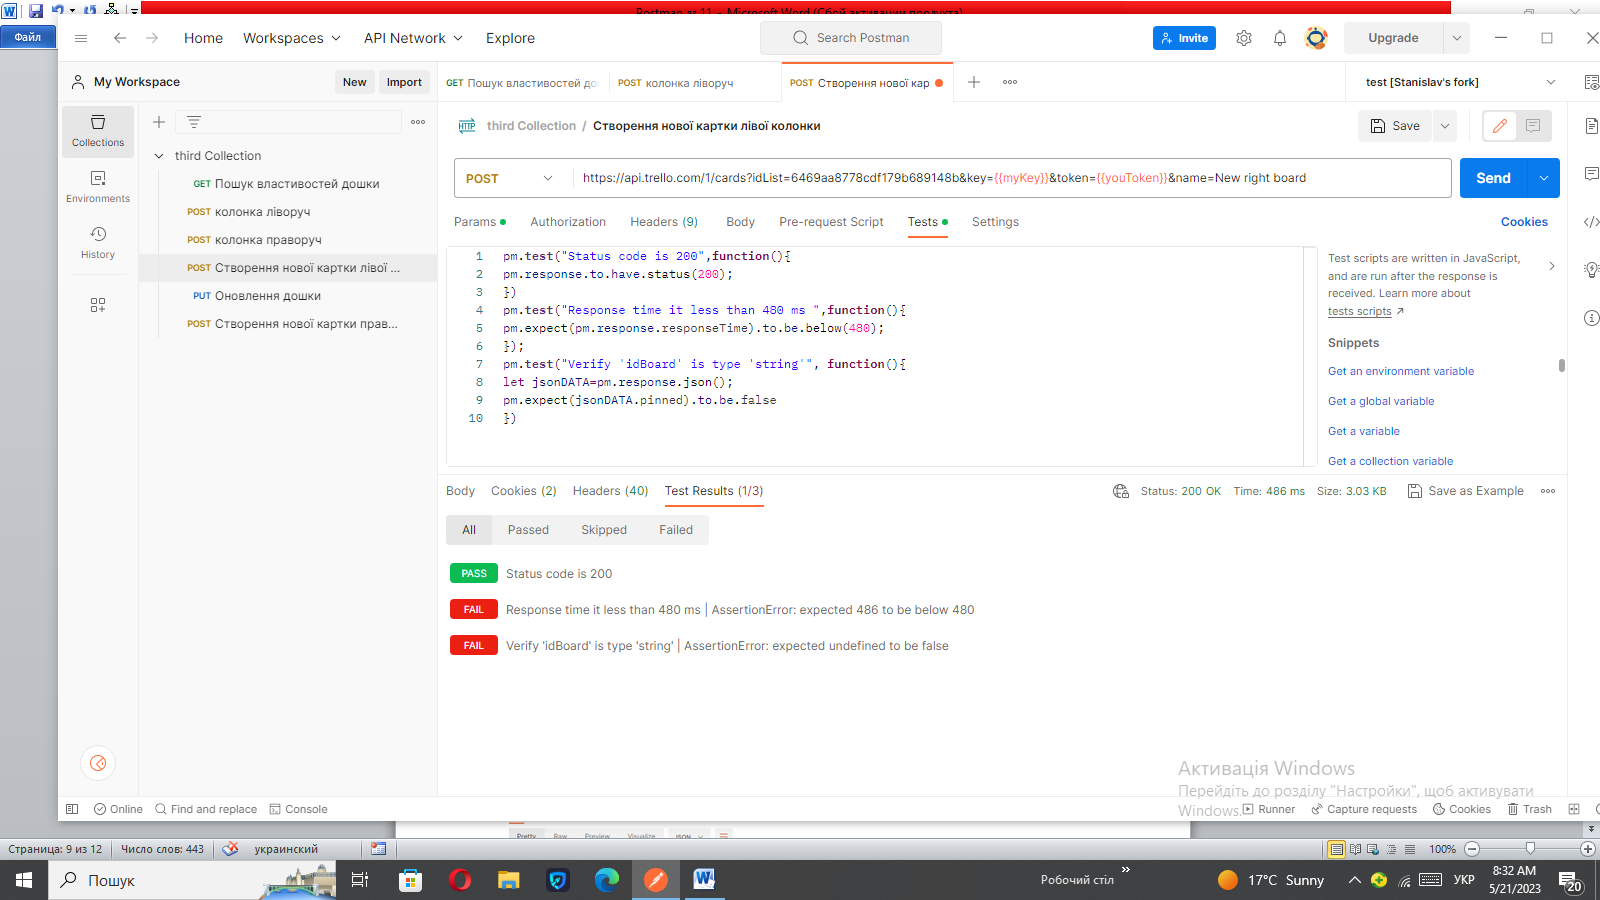 Postman дз 11 - Microsoft Word (Сбой активации продукта)
Файл
Home
Workspaces
API Network
Explore
Search Postman
Invite
Upgrade
My Workspace
New
Import
GET Пошук властивостей до
POST колонка ліворуч
POST Створення нової кар
test [Stanislav's fork]
Collections
Environments
History
third Collection
GET Пошук властивостей дошки
POST колонка ліворуч
POST колонка праворуч
POST Створення нової картки лівої ...
PUT Оновлення дошки
POST Створення нової картки прав...
HTTP third Collection / Створення нової картки лівої колонки
Save
POST
https://api.trello.com/1/cards?idList=6469aa8778cdf179b689148b&key={{myKey}}&token={{youToken}}&name=New right board
Send
Params
Authorization
Headers (9)
Body
Pre-request Script
Tests
Settings
Cookies
1 pm.test("Status code is 200",function(){
2 pm.response.to.have.status(200);
3 })
4 pm.test("Response time it less than 480 ms ",function(){
5 pm.expect(pm.response.responseTime).to.be.below(480);
6 });
7 pm.test("Verify 'idBoard' is type 'string'", function(){
8 let jsonDATA=pm.response.json();
9 pm.expect(jsonDATA.pinned).to.be.false
10 })
Test scripts are written in JavaScript,
and are run after the response is
received. Learn more about
tests scripts
Snippets
Get an environment variable
Get a global variable
Get a variable
Get a collection variable
Body
Cookies (2)
Headers (40)
Test Results (1/3)
Status: 200 OK
Time: 486 ms
Size: 3.03 KB
Save as Example
All
Passed
Skipped
Failed
PASS Status code is 200
FAIL Response time it less than 480 ms | AssertionError: expected 486 to be below 480
FAIL Verify 'idBoard' is type 'string' | AssertionError: expected undefined to be false
Активація Windows
Перейдіть до розділу "Настройки", щоб активувати
Windows.
Online
Find and replace
Console
Runner
Capture requests
Cookies
Trash
Pretty
Raw
Preview
Visualize
JSON
Страница: 9 из 12
Число слов: 443
украинский
100%
Пошук
Робочий стіл
17°C Sunny
УКР
8:32 AM
5/21/2023
20